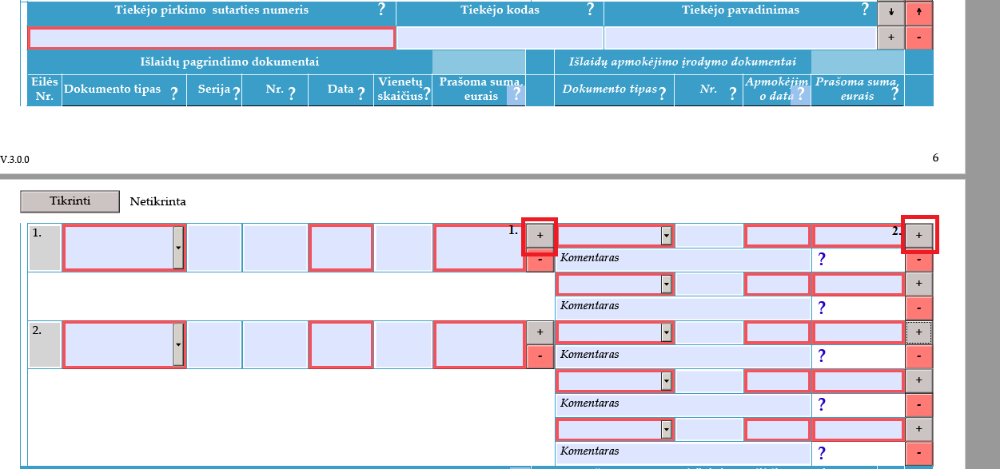 Tiekėjo pirkimo sutarties numeris ? Tiekėjo kodas ? Tiekėjo pavadinimas ?
+ -
Išlaidų pagrindimo dokumentai Išlaidų apmokėjimo įrodymo dokumentai
Eilės Nr. Dokumento tipas ? Serija ? Nr. ? Data ? Vienetų skaičius ? Prašoma suma, eurais ? Dokumento tipas ? Nr. ? Apmokėjimo data ? Prašoma suma, eurais ?
V.3.0.0 6
Tikrinti Netikrinta
1. 1. + 2. +
- Komentaras ? -
+
Komentaras ? -
2. + +
- Komentaras ? -
+
Komentaras ? -
+
Komentaras ? -